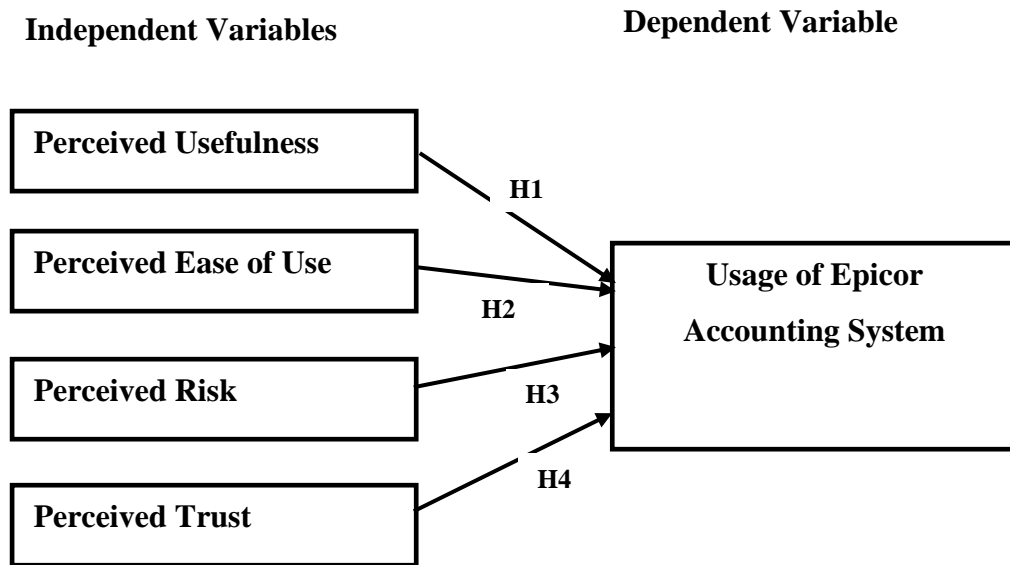 Independent Variables
Dependent Variable
Perceived Usefulness
H1
Perceived Ease of Use
Usage of Epicor
Accounting System
H2
Perceived Risk
H3
H4
Perceived Trust